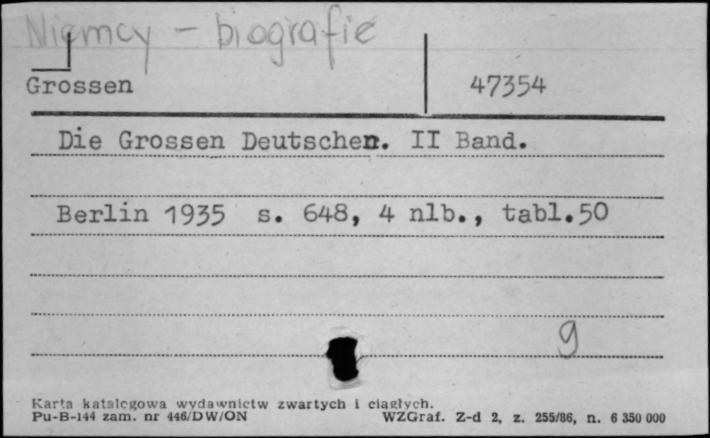 Niemcy - biografie
Grossen 47354
Die Grossen Deutschen. II Band.
Berlin 1935 s. 648, 4 nlb., tabl.50
9
Karta katalogowa wydawnictw zwartych i ciągłych.
Pu-B-144 zam. nr 446/DW/ON WZGraf. Z-d 2, z. 255/86, n. 6 350 000